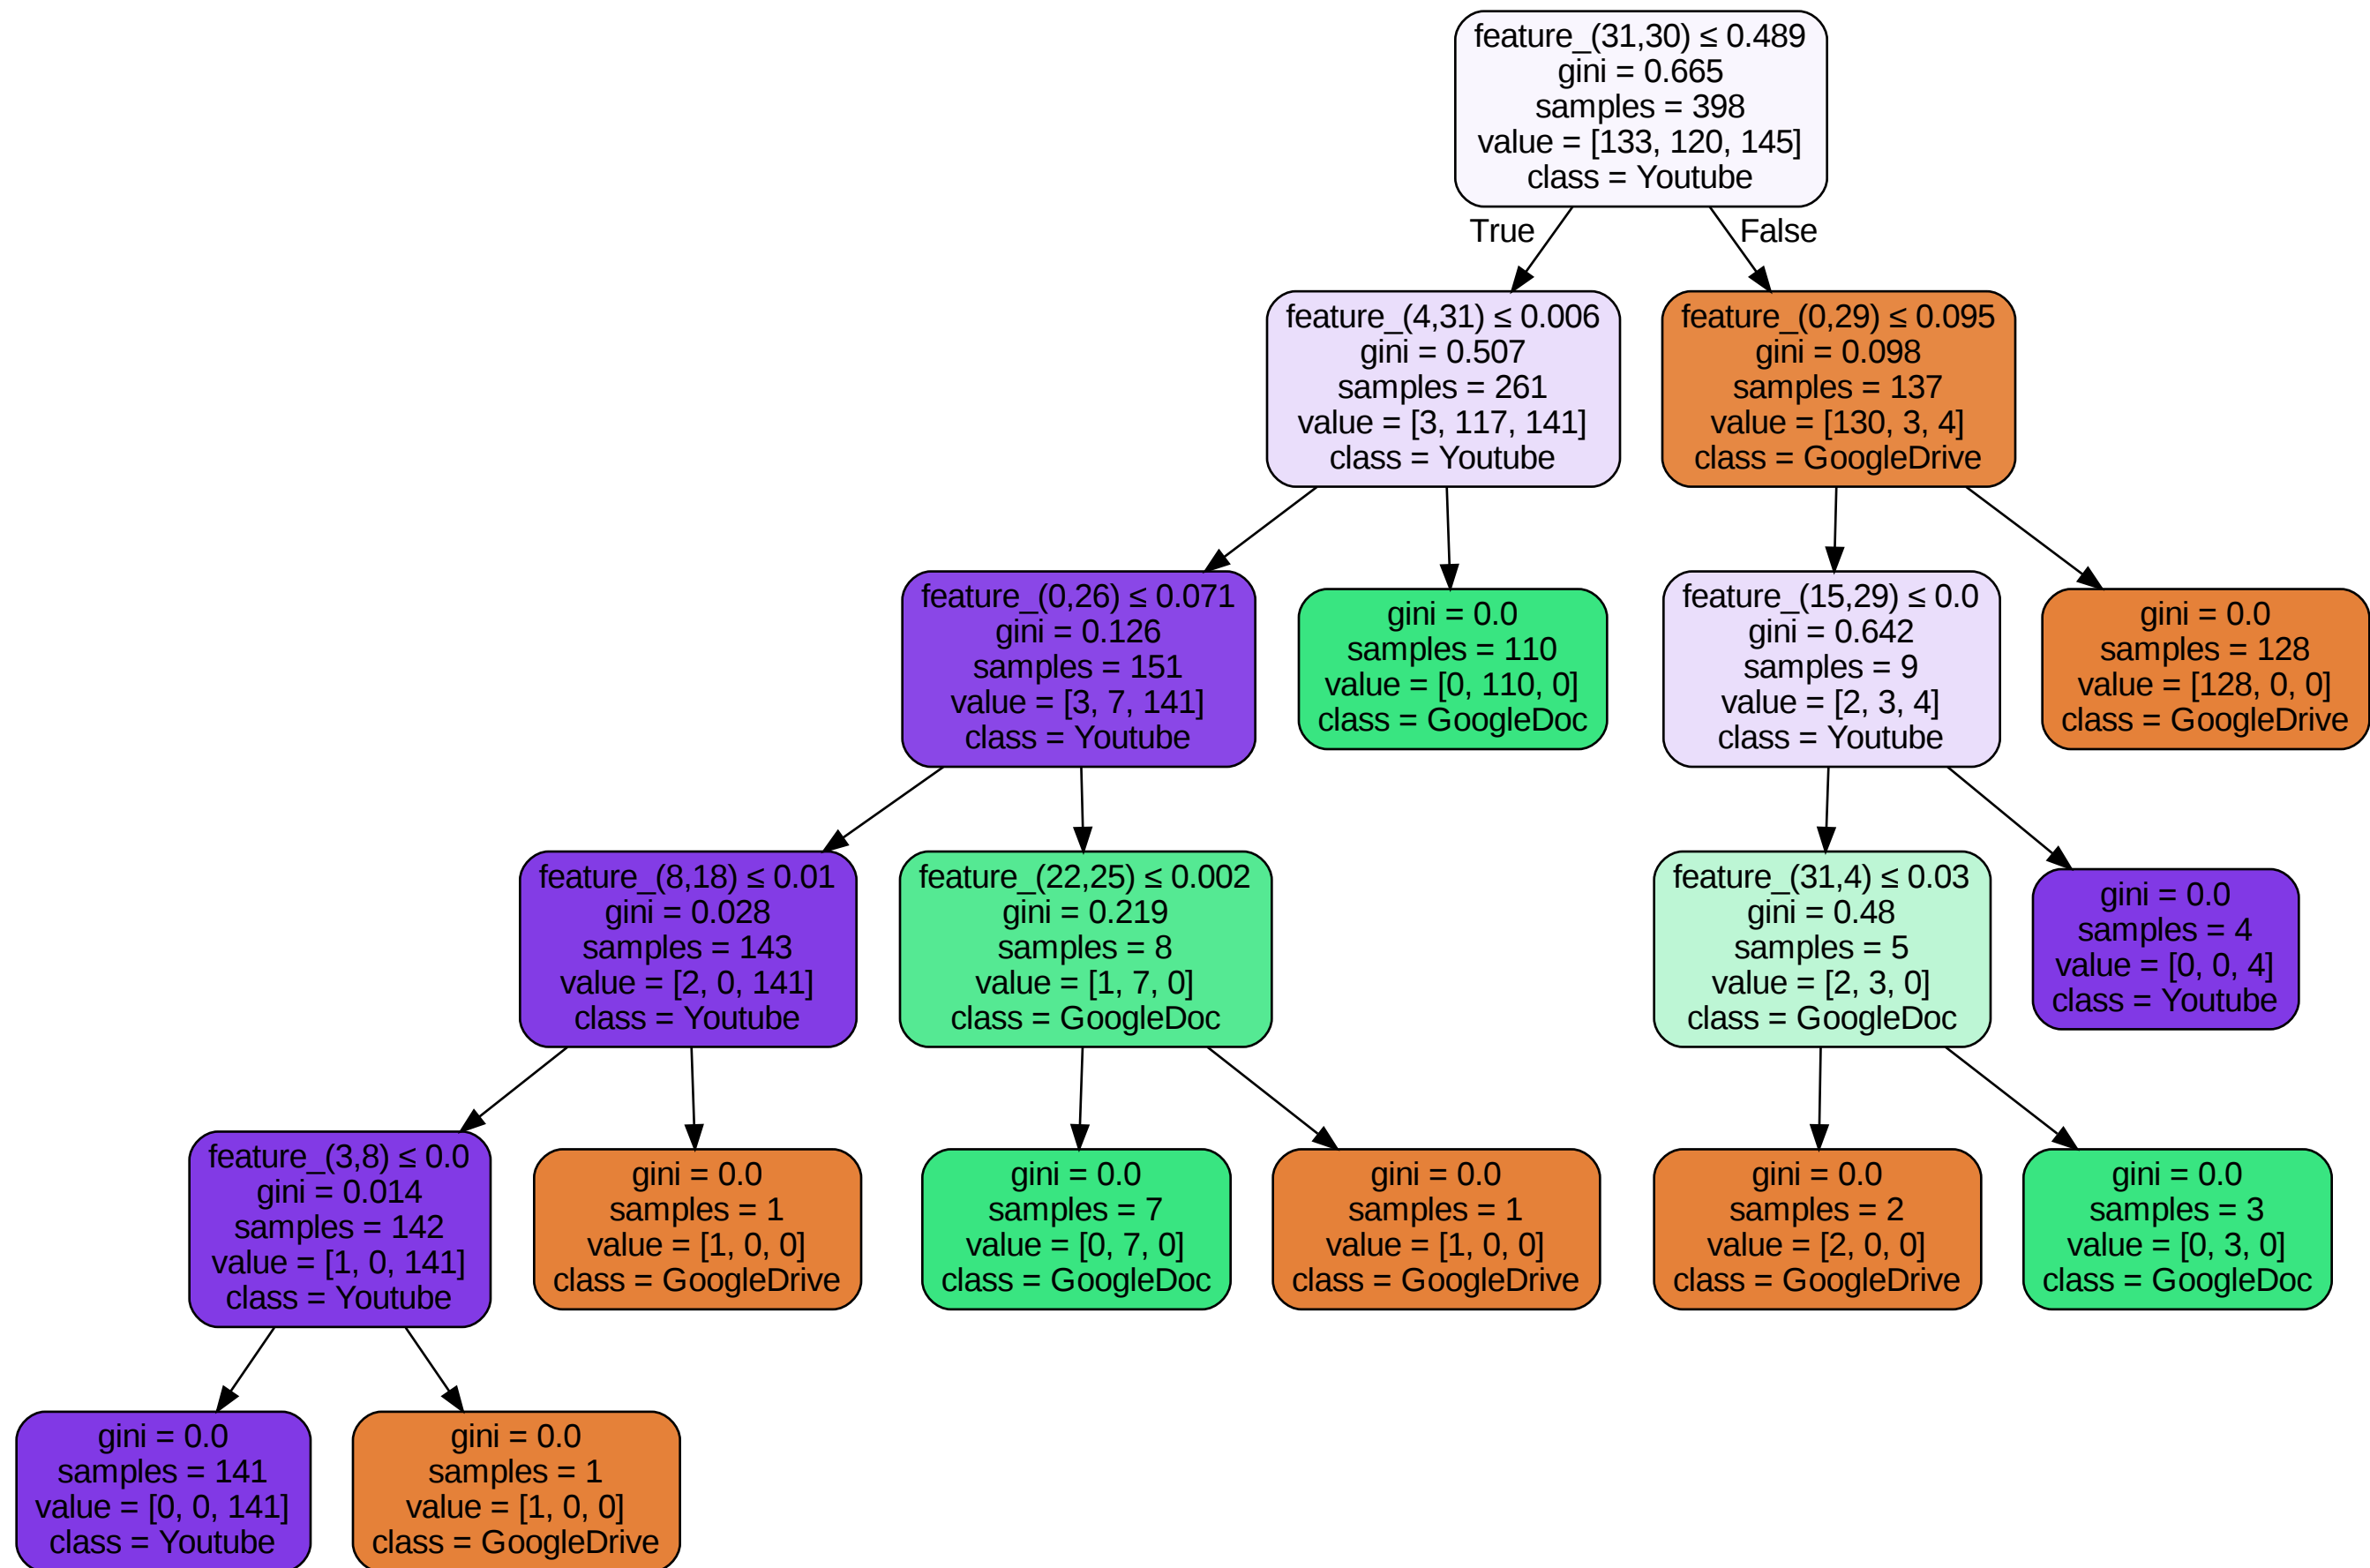 feature_(31,30) ≤ 0.489
gini = 0.665
samples = 398
value = [133, 120, 145]
class = Youtube
True
False
feature_(4,31) ≤ 0.006
gini = 0.507
samples = 261
value = [3, 117, 141]
class = Youtube
feature_(0,29) ≤ 0.095
gini = 0.098
samples = 137
value = [130, 3, 4]
class = GoogleDrive
feature_(0,26) ≤ 0.071
gini = 0.126
samples = 151
value = [3, 7, 141]
class = Youtube
gini = 0.0
samples = 110
value = [0, 110, 0]
class = GoogleDoc
feature_(15,29) ≤ 0.0
gini = 0.642
samples = 9
value = [2, 3, 4]
class = Youtube
gini = 0.0
samples = 128
value = [128, 0, 0]
class = GoogleDrive
feature_(8,18) ≤ 0.01
gini = 0.028
samples = 143
value = [2, 0, 141]
class = Youtube
feature_(22,25) ≤ 0.002
gini = 0.219
samples = 8
value = [1, 7, 0]
class = GoogleDoc
feature_(31,4) ≤ 0.03
gini = 0.48
samples = 5
value = [2, 3, 0]
class = GoogleDoc
gini = 0.0
samples = 4
value = [0, 0, 4]
class = Youtube
feature_(3,8) ≤ 0.0
gini = 0.014
samples = 142
value = [1, 0, 141]
class = Youtube
gini = 0.0
samples = 1
value = [1, 0, 0]
class = GoogleDrive
gini = 0.0
samples = 7
value = [0, 7, 0]
class = GoogleDoc
gini = 0.0
samples = 1
value = [1, 0, 0]
class = GoogleDrive
gini = 0.0
samples = 2
value = [2, 0, 0]
class = GoogleDrive
gini = 0.0
samples = 3
value = [0, 3, 0]
class = GoogleDoc
gini = 0.0
samples = 141
value = [0, 0, 141]
class = Youtube
gini = 0.0
samples = 1
value = [1, 0, 0]
class = GoogleDrive